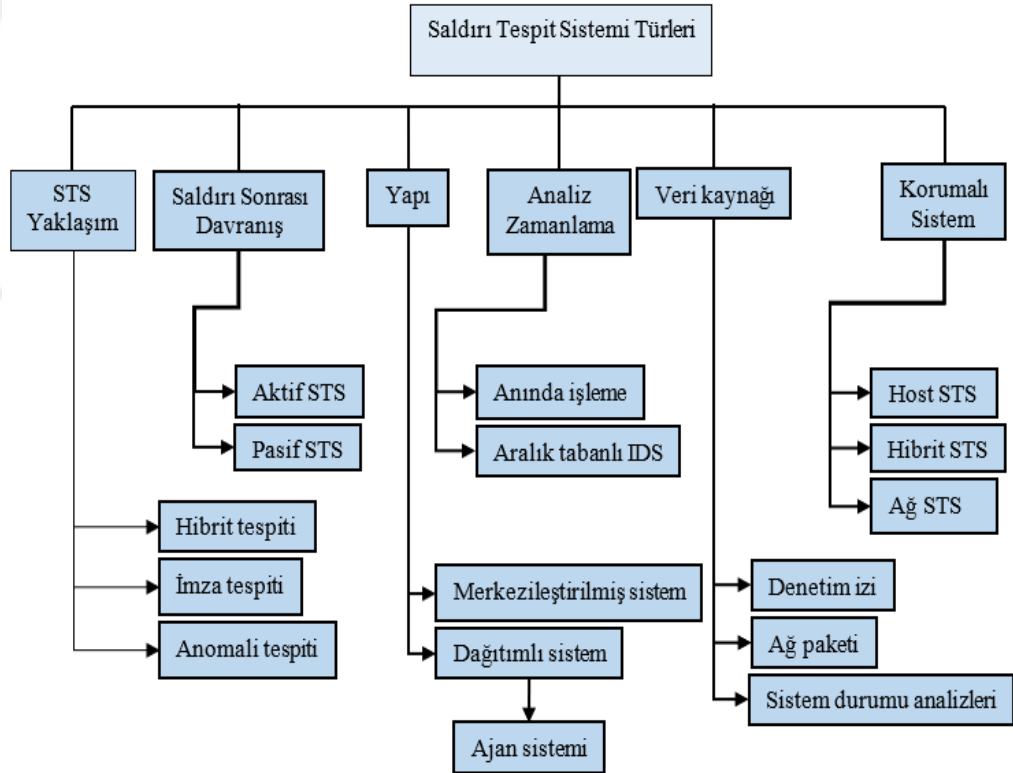 Saldırı Tespit Sistemi Türleri
STS
Yaklaşım
Saldırı Sonrası
Davranış
Yapı
Analiz
Zamanlama
Veri kaynağı
Korumalı
Sistem
Aktif STS
Pasif STS
Anında işleme
Aralık tabanlı IDS
Host STS
Hibrit STS
Ağ STS
Hibrit tespiti
İmza tespiti
Anomali tespiti
Merkezileştirilmiş sistem
Dağıtımlı sistem
Ajan sistemi
Denetim izi
Ağ paketi
Sistem durumu analizleri